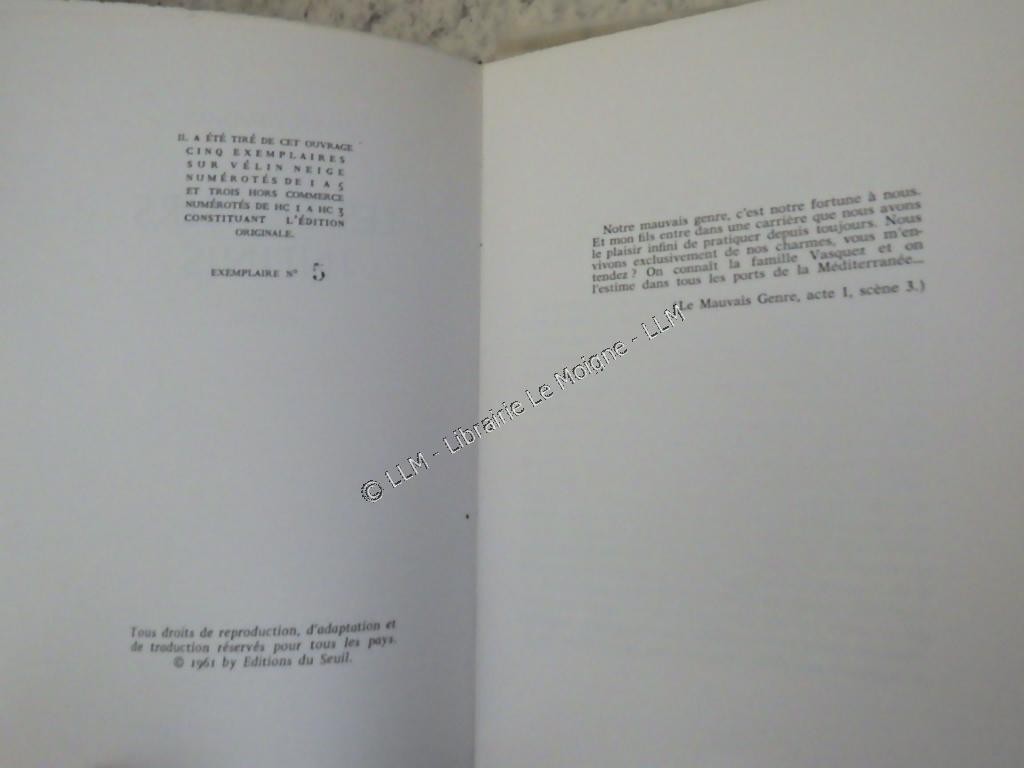 IL A ÉTÉ TIRÉ DE CET OUVRAGE
CINQ EXEMPLAIRES
SUR VÉLIN NEIGE
NUMÉROTÉS DE 1 A 5
ET TROIS HORS COMMERCE
NUMÉROTÉS DE HC 1 A HC 3
CONSTITUANT L'ÉDITION
ORIGINALE.
EXEMPLAIRE N° 5
Tous droits de reproduction, d'adaptation et
de traduction réservés pour tous les pays.
© 1961 by Editions du Seuil.
Notre mauvais genre, c'est notre fortune à nous.
Et mon fils entre dans une carrière que nous avons
le plaisir infini de pratiquer depuis toujours. Nous
vivons exclusivement de nos charmes, vous m'en-
tendez? On connaît la famille Vasquez et on
l'estime dans tous les ports de la Méditerranée...
(Le Mauvais Genre, acte I, scène 3.)
© LLM - Librairie Le Moigne - LLM